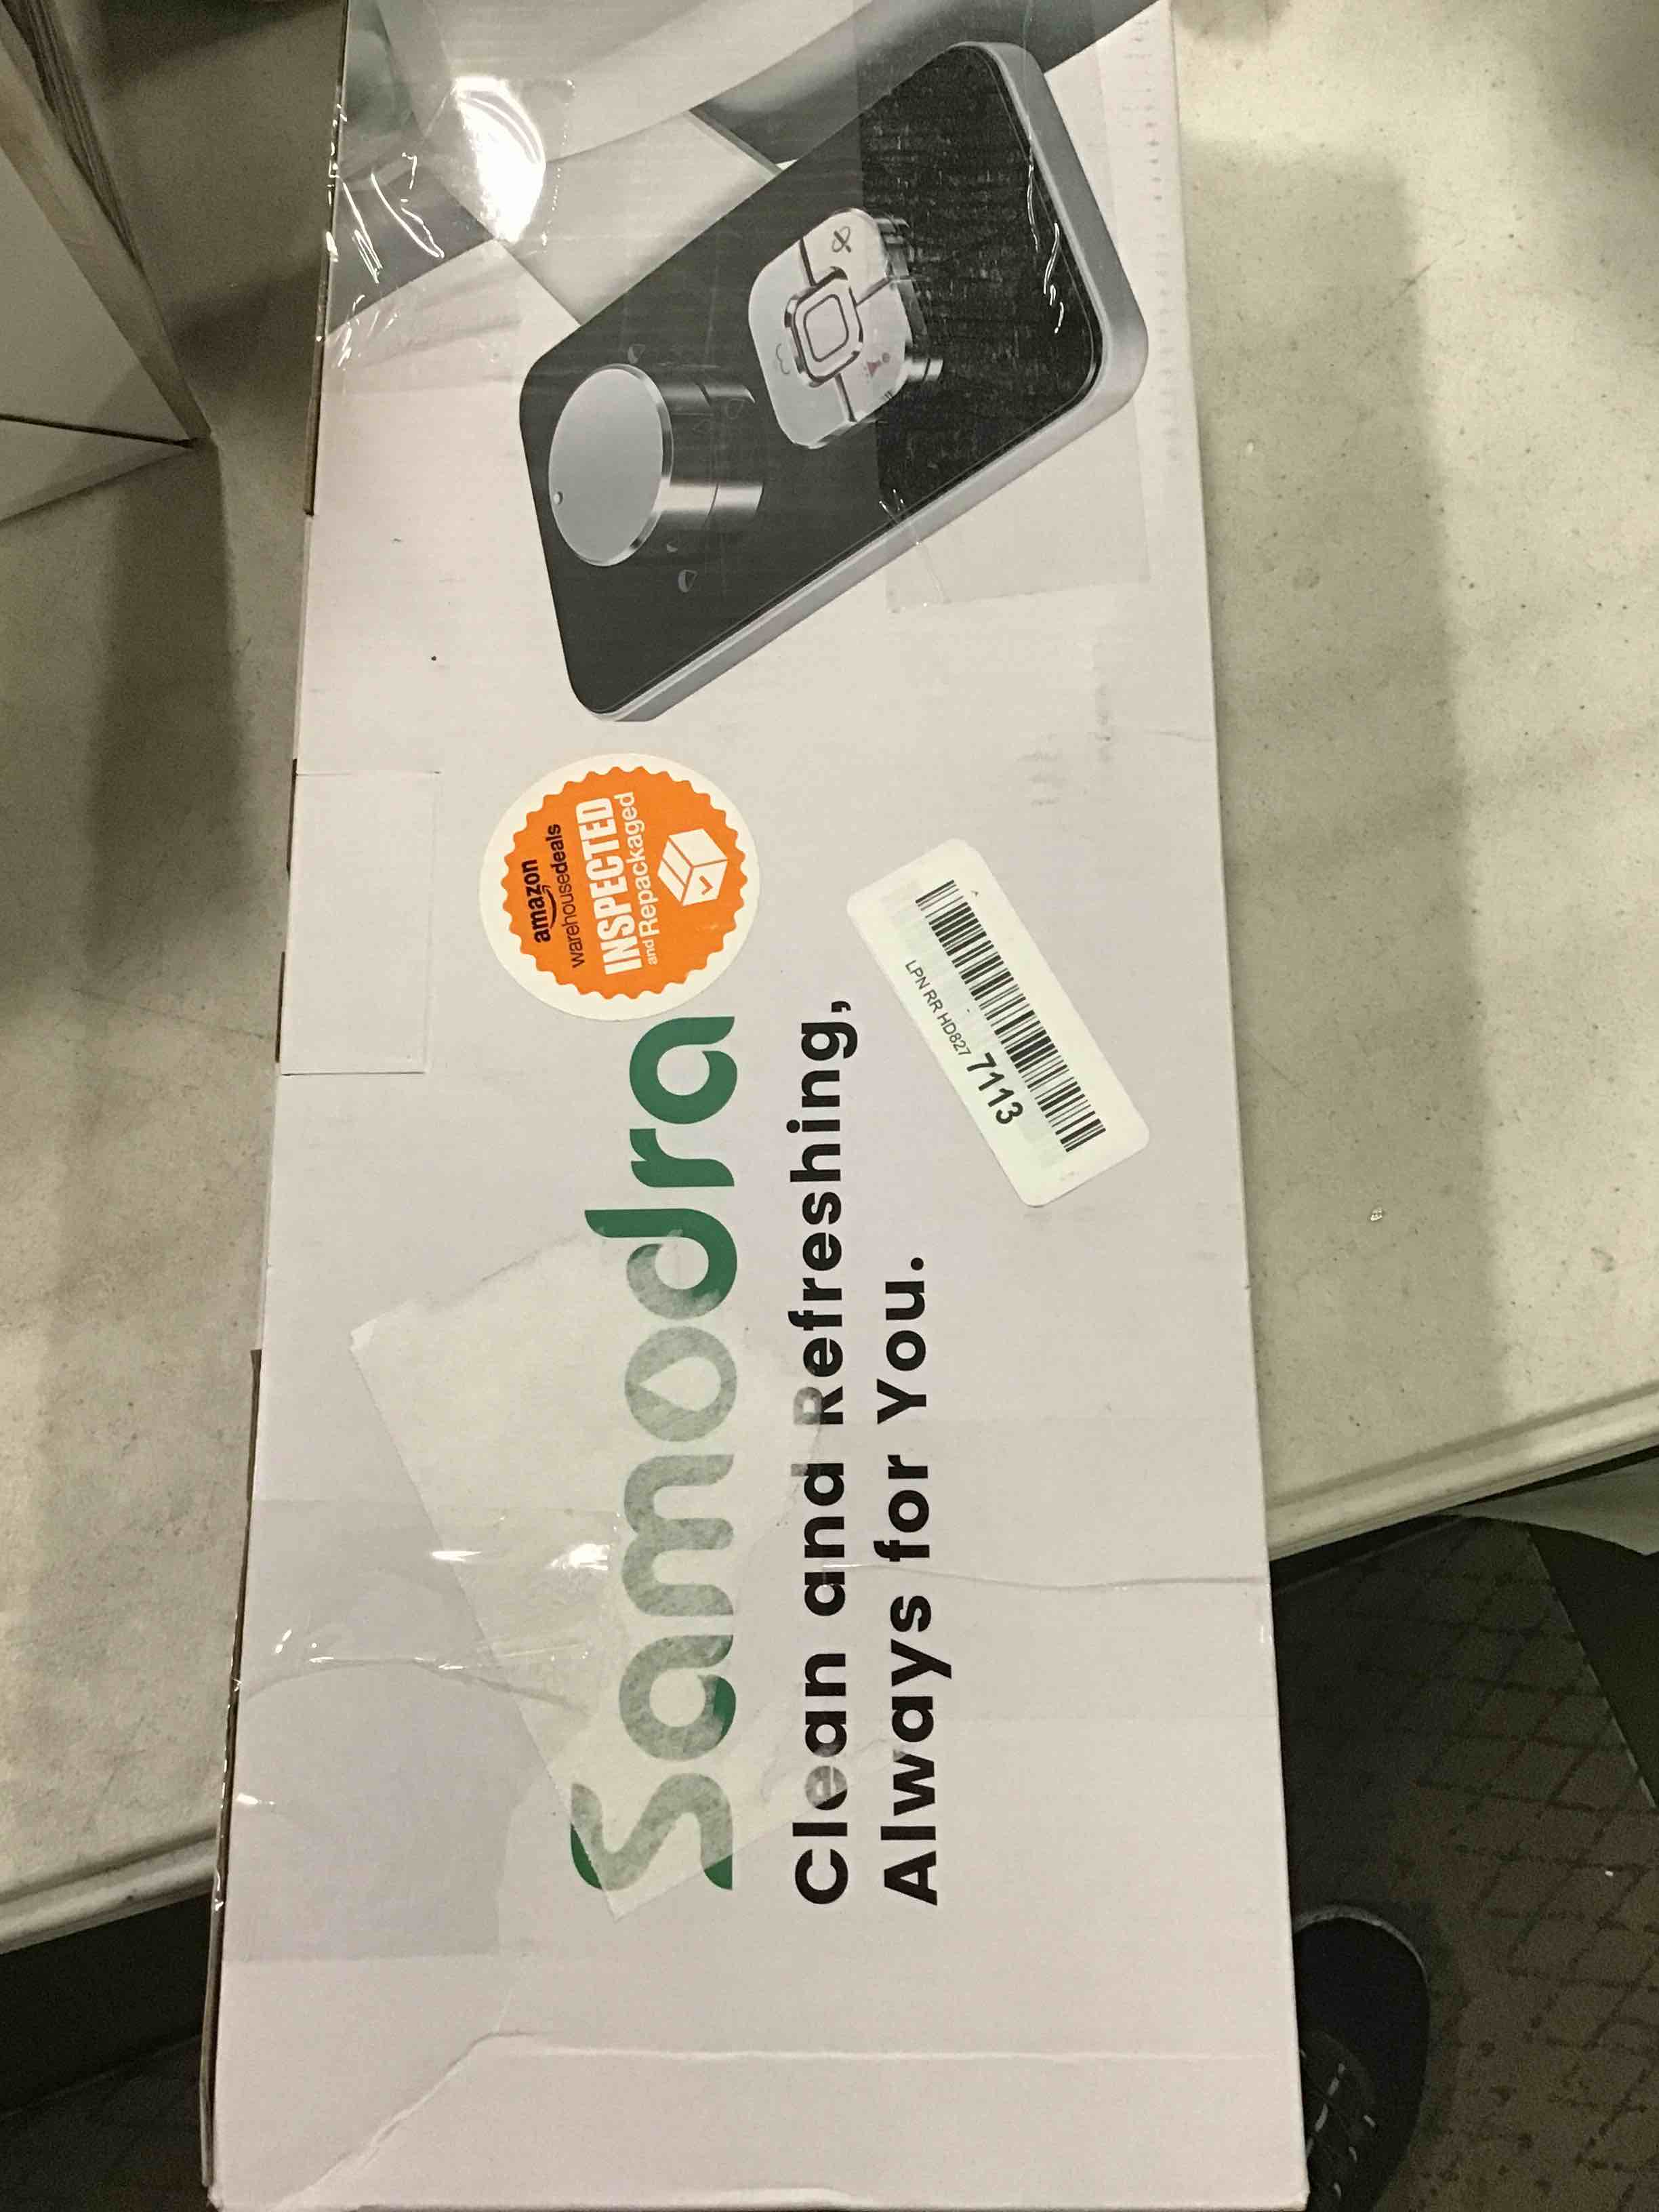 Samodra
Clean and Refreshing,
Always for You.
amazon
warehousedeals
INSPECTED
and Repackaged
LPN RR HD827 7113